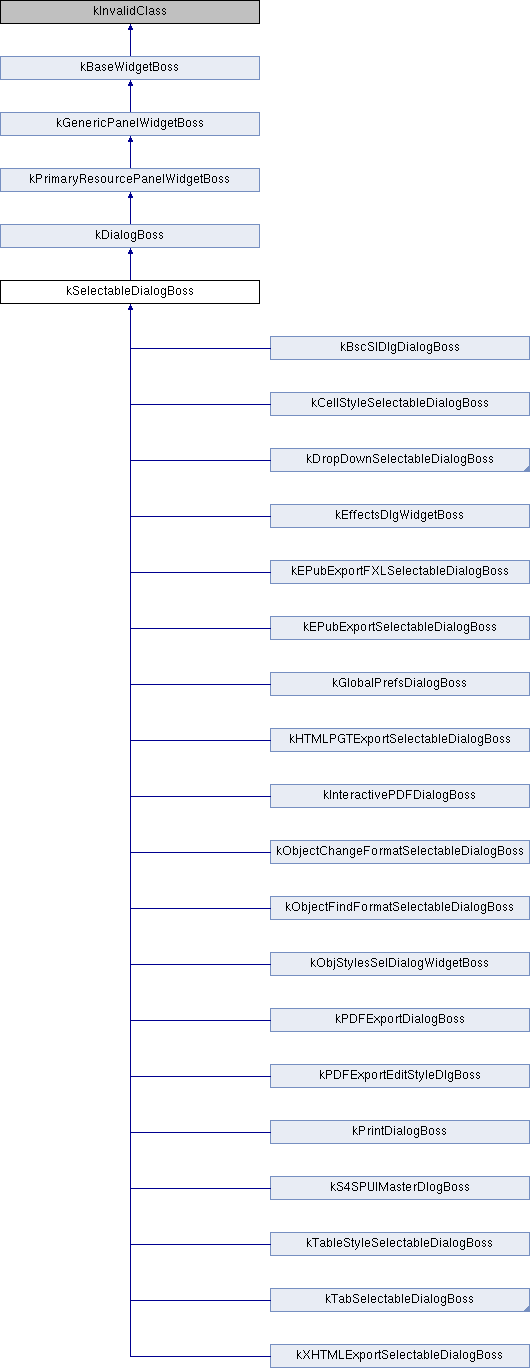 kInvalidClass
kBaseWidgetBoss
kGenericPanelWidgetBoss
kPrimaryResourcePanelWidgetBoss
kDialogBoss
kSelectableDialogBoss
kBscSlDlgDialogBoss
kCellStyleSelectableDialogBoss
kDropDownSelectableDialogBoss
kEffectsDlgWidgetBoss
kEPubExportFXLSelectableDialogBoss
kEPubExportSelectableDialogBoss
kGlobalPrefsDialogBoss
kHTMLPGTExportSelectableDialogBoss
kInteractivePDFDialogBoss
kObjectChangeFormatSelectableDialogBoss
kObjectFindFormatSelectableDialogBoss
kObjStylesSelDialogWidgetBoss
kPDFExportDialogBoss
kPDFExportEditStyleDlgBoss
kPrintDialogBoss
kS4SPUIMasterDlogBoss
kTableStyleSelectableDialogBoss
kTabSelectableDialogBoss
kXHTMLExportSelectableDialogBoss